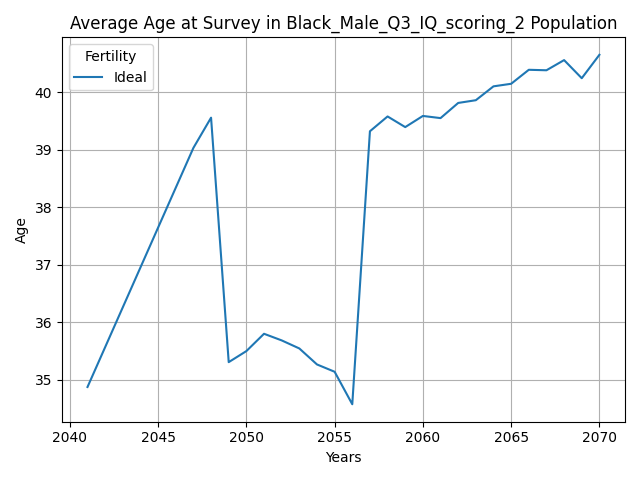 Average Age at Survey in Black_Male_Q3_IQ_scoring_2 Population
Fertility
Ideal
Age
40
39
38
37
36
35
2040 2045 2050 2055 2060 2065 2070
Years